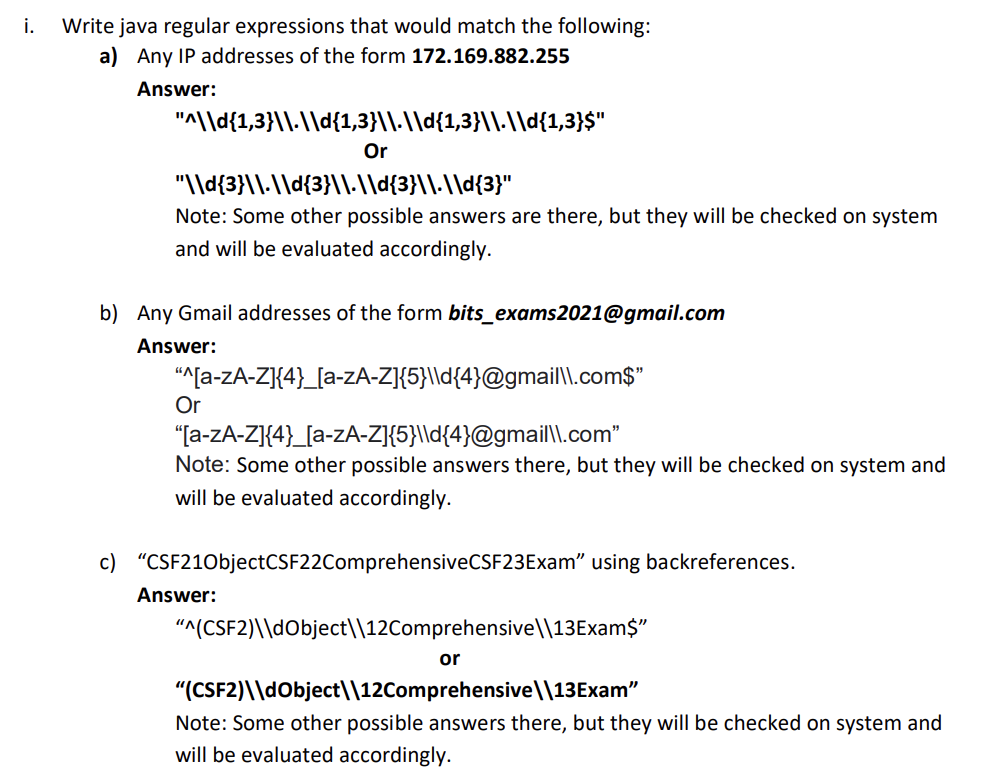 i. Write java regular expressions that would match the following:
a) Any IP addresses of the form 172.169.882.255
Answer:
"^\\d{1,3}\\.\\d{1,3}\\.\\d{1,3}\\.\\d{1,3}$"
Or
"\\d{3}\\.\\d{3}\\.\\d{3}\\.\\d{3}"
Note: Some other possible answers are there, but they will be checked on system
and will be evaluated accordingly.
b) Any Gmail addresses of the form bits_exams2021@gmail.com
Answer:
“^[a-zA-Z]{4}_[a-zA-Z]{5}\\d{4}@gmail\\.com$”
Or
“[a-zA-Z]{4}_[a-zA-Z]{5}\\d{4}@gmail\\.com”
Note: Some other possible answers there, but they will be checked on system and
will be evaluated accordingly.
c) “CSF21ObjectCSF22ComprehensiveCSF23Exam” using backreferences.
Answer:
“^(CSF2)\\dObject\\12Comprehensive\\13Exam$”
or
“(CSF2)\\dObject\\12Comprehensive\\13Exam”
Note: Some other possible answers there, but they will be checked on system and
will be evaluated accordingly.